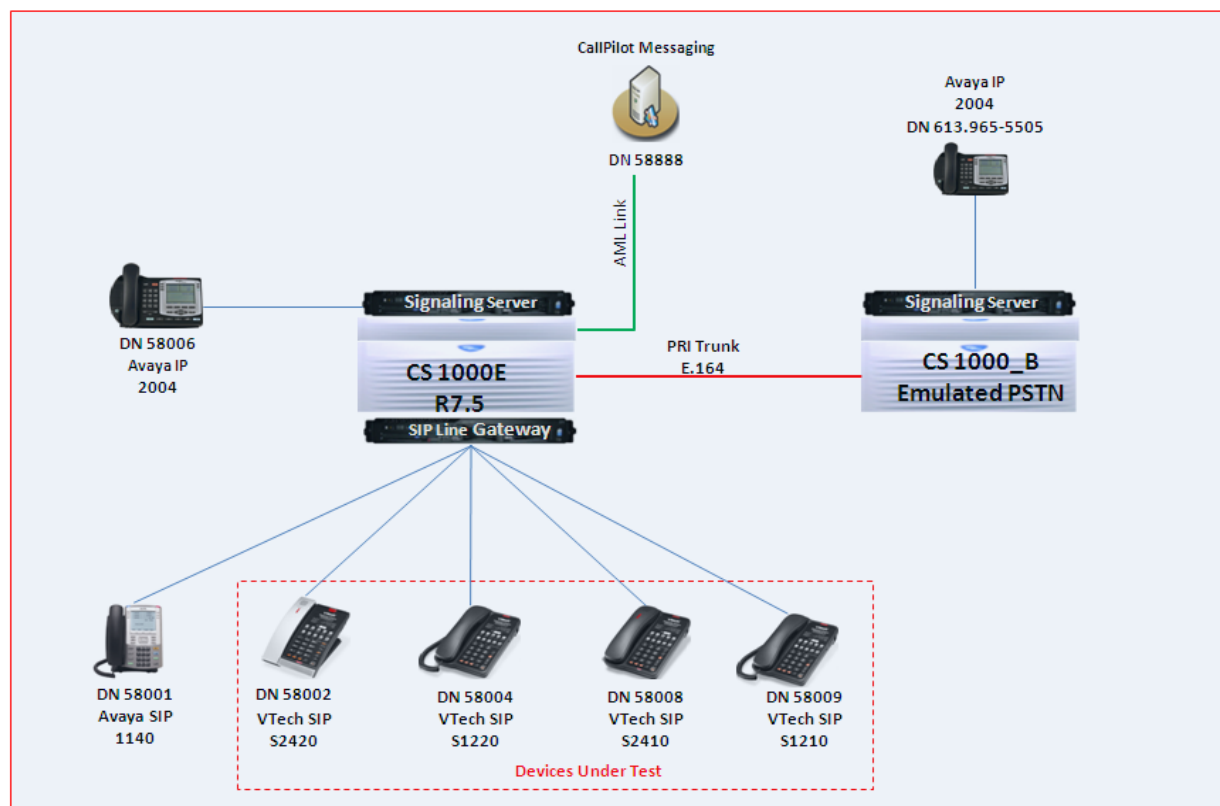 CallPilot Messaging
DN 58888
AML Link
Avaya IP
2004
DN 613.965-5505
DN 58006
Avaya IP
2004
Signaling Server
CS 1000E
R7.5
SIP Line Gateway
PRI Trunk
E.164
Signaling Server
CS 1000_B
Emulated PSTN
DN 58001
Avaya SIP
1140
DN 58002
VTech SIP
S2420
DN 58004
VTech SIP
S1220
DN 58008
VTech SIP
S2410
DN 58009
VTech SIP
S1210
Devices Under Test